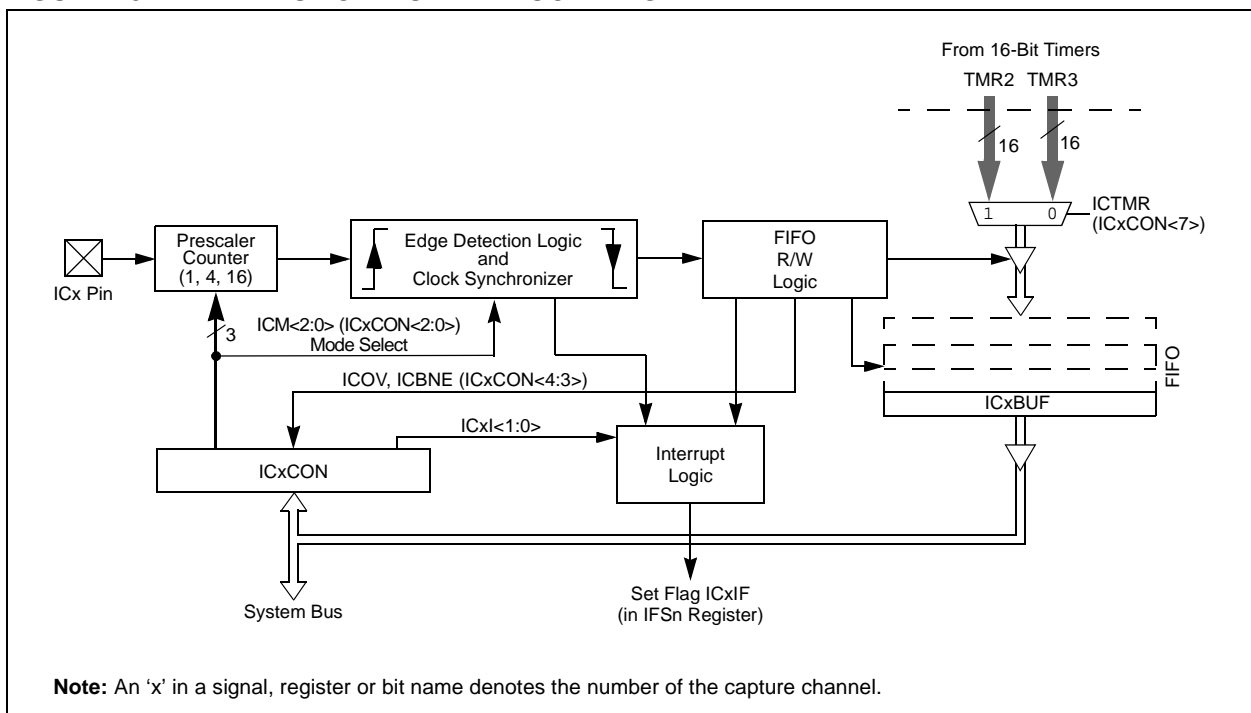 From 16-Bit Timers
TMR2 TMR3
16 16
1 0
ICTMR
(ICxCON<7>)
Prescaler
Counter
(1, 4, 16)
Edge Detection Logic
and
Clock Synchronizer
FIFO
R/W
Logic
ICx Pin
3
ICM<2:0> (ICxCON<2:0>)
Mode Select
FIFO
ICOV, ICBNE (ICxCON<4:3>)
ICxBUF
ICxI<1:0>
ICxCON
Interrupt
Logic
System Bus
Set Flag ICxIF
(in IFSn Register)
Note: An ‘x’ in a signal, register or bit name denotes the number of the capture channel.